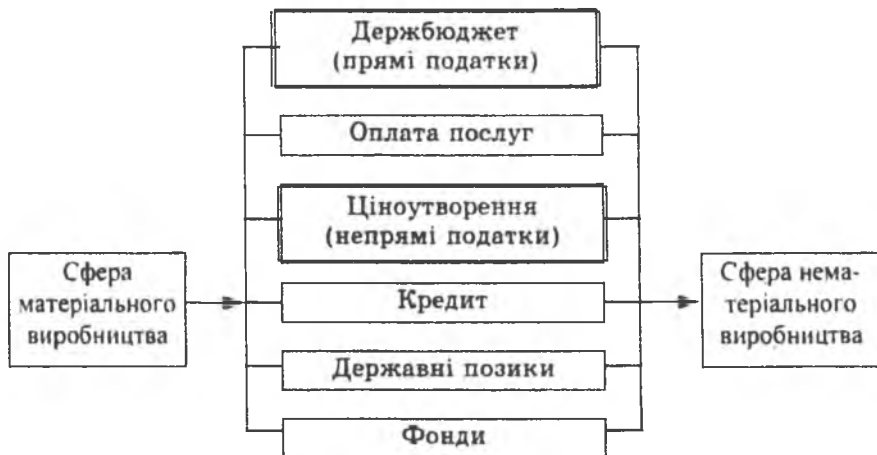 Держбюджет
(прямі податки)
Оплата послуг
Ціноутворення
(непрямі податки)
Сфера
матеріального
виробництва
Кредит
Сфера нема-
теріального
виробництва
Державні позики
Фонди